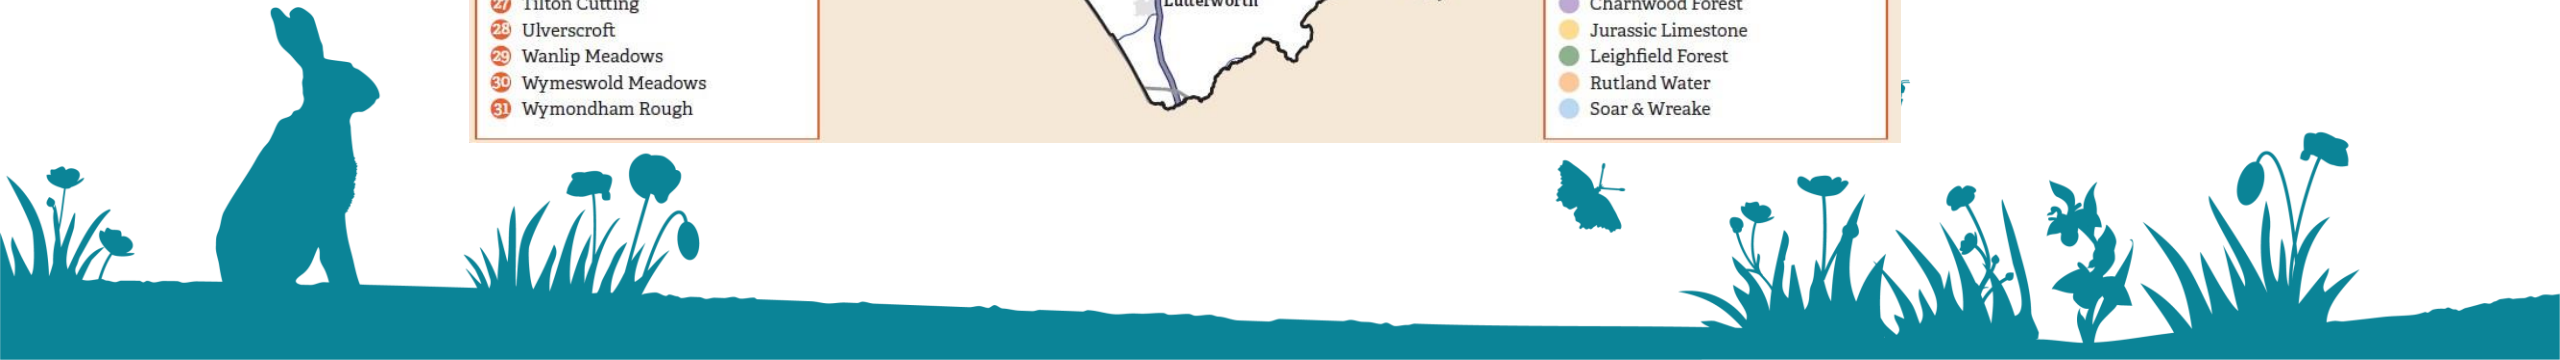 27 Tilton Cutting
28 Ulverscroft
29 Wanlip Meadows
30 Wymeswold Meadows
31 Wymondham Rough
Lutterworth
Charnwood Forest
Jurassic Limestone
Leighfield Forest
Rutland Water
Soar & Wreake